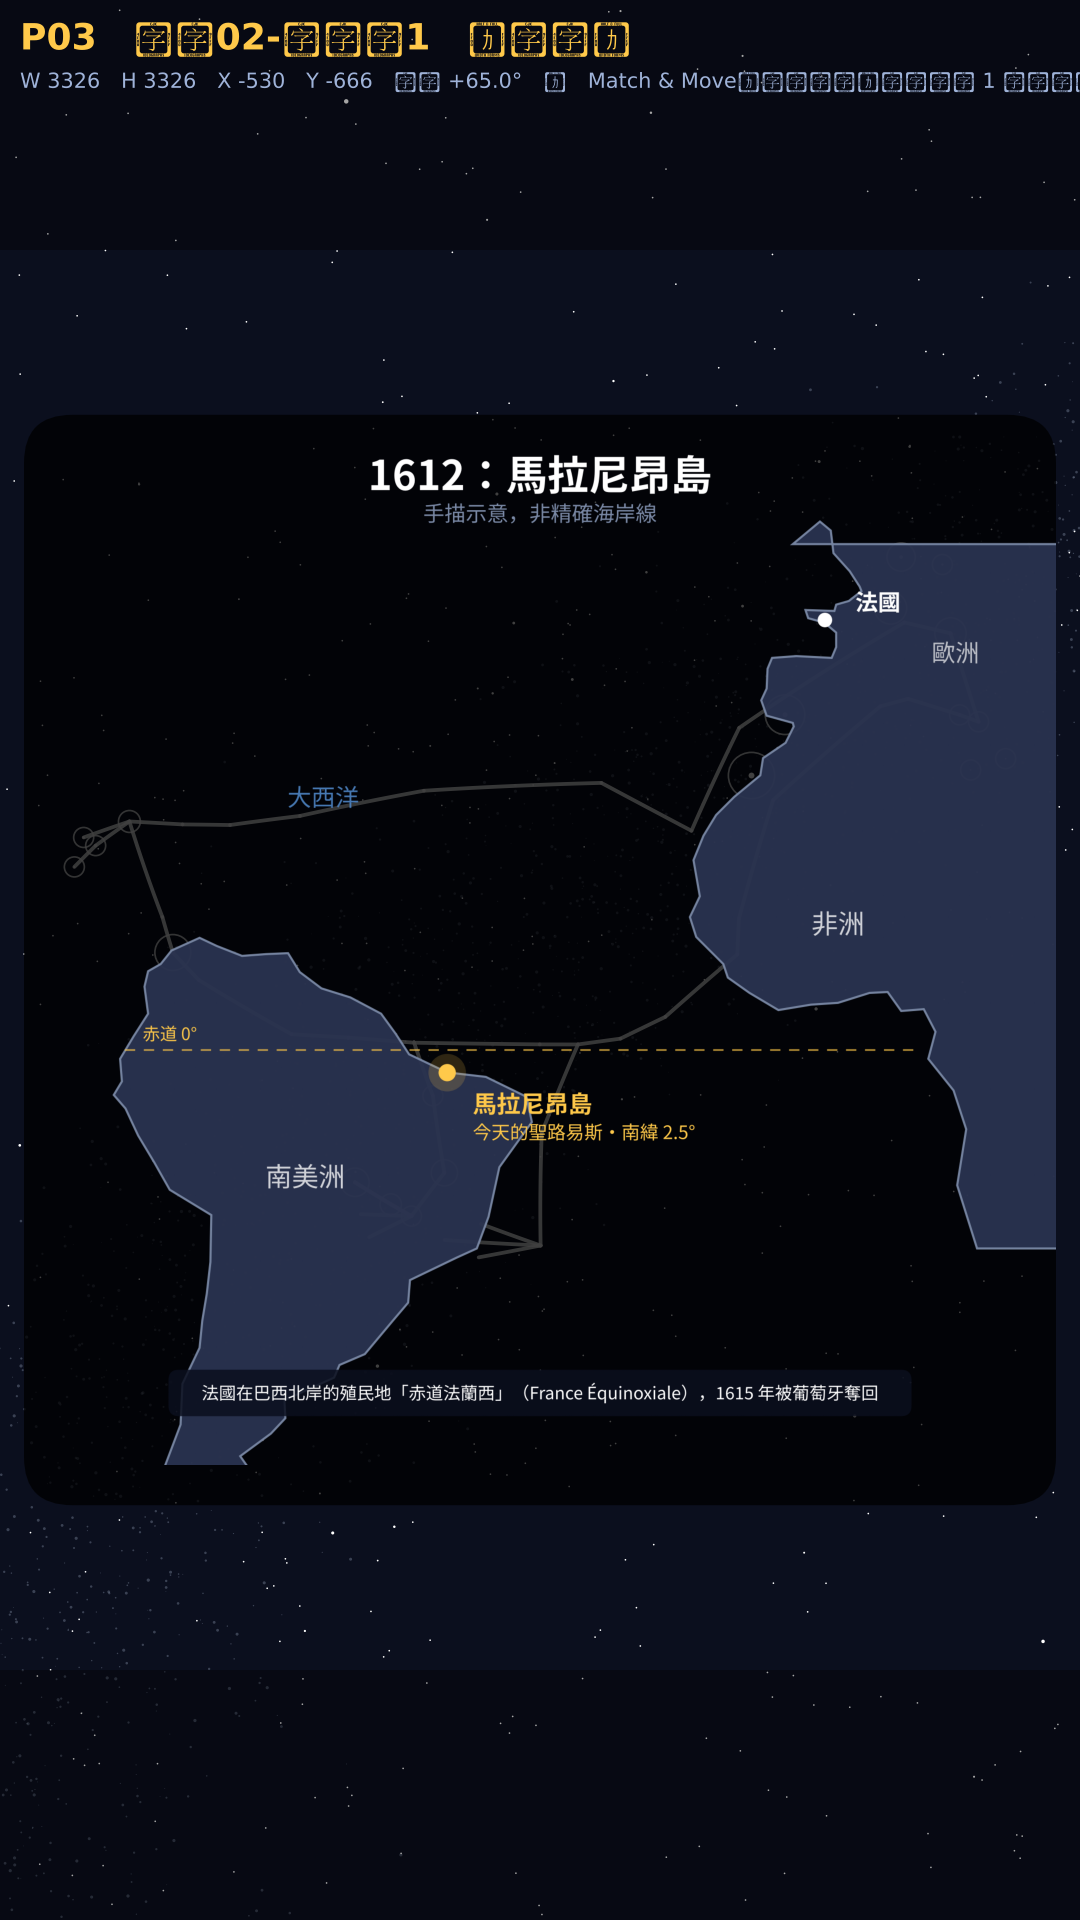 P03 02-1
W 3326 H 3326 X -530 Y -666 +65.0° Match & Move 1
1612：馬拉尼昂島
手描示意，非精確海岸線
法國
歐洲
大西洋
非洲
赤道 0°
馬拉尼昂島
今天的聖路易斯・南緯 2.5°
南美洲
法國在巴西北岸的殖民地「赤道法蘭西」（France Équinoxiale），1615 年被葡萄牙奪回